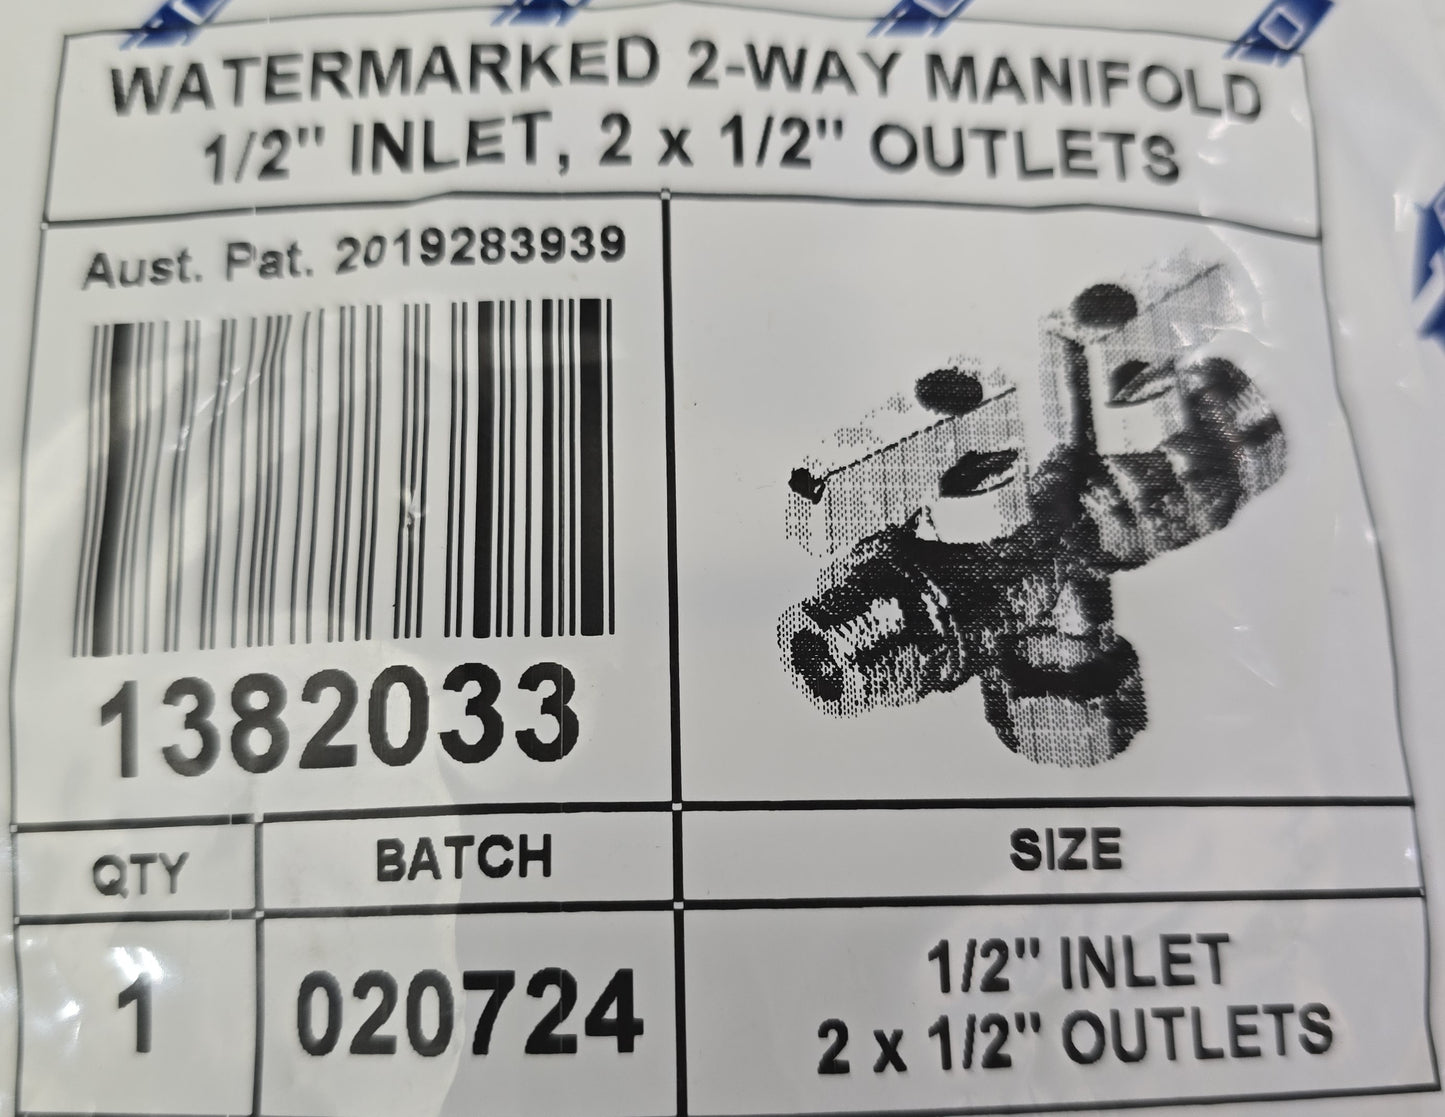 WATERMARKED 2-WAY MANIFOLD
1/2" INLET, 2 x 1/2" OUTLETS
Aust. Pat. 2019283939
1382033
QTY
BATCH
SIZE
1
020724
1/2" INLET
2 x 1/2" OUTLETS